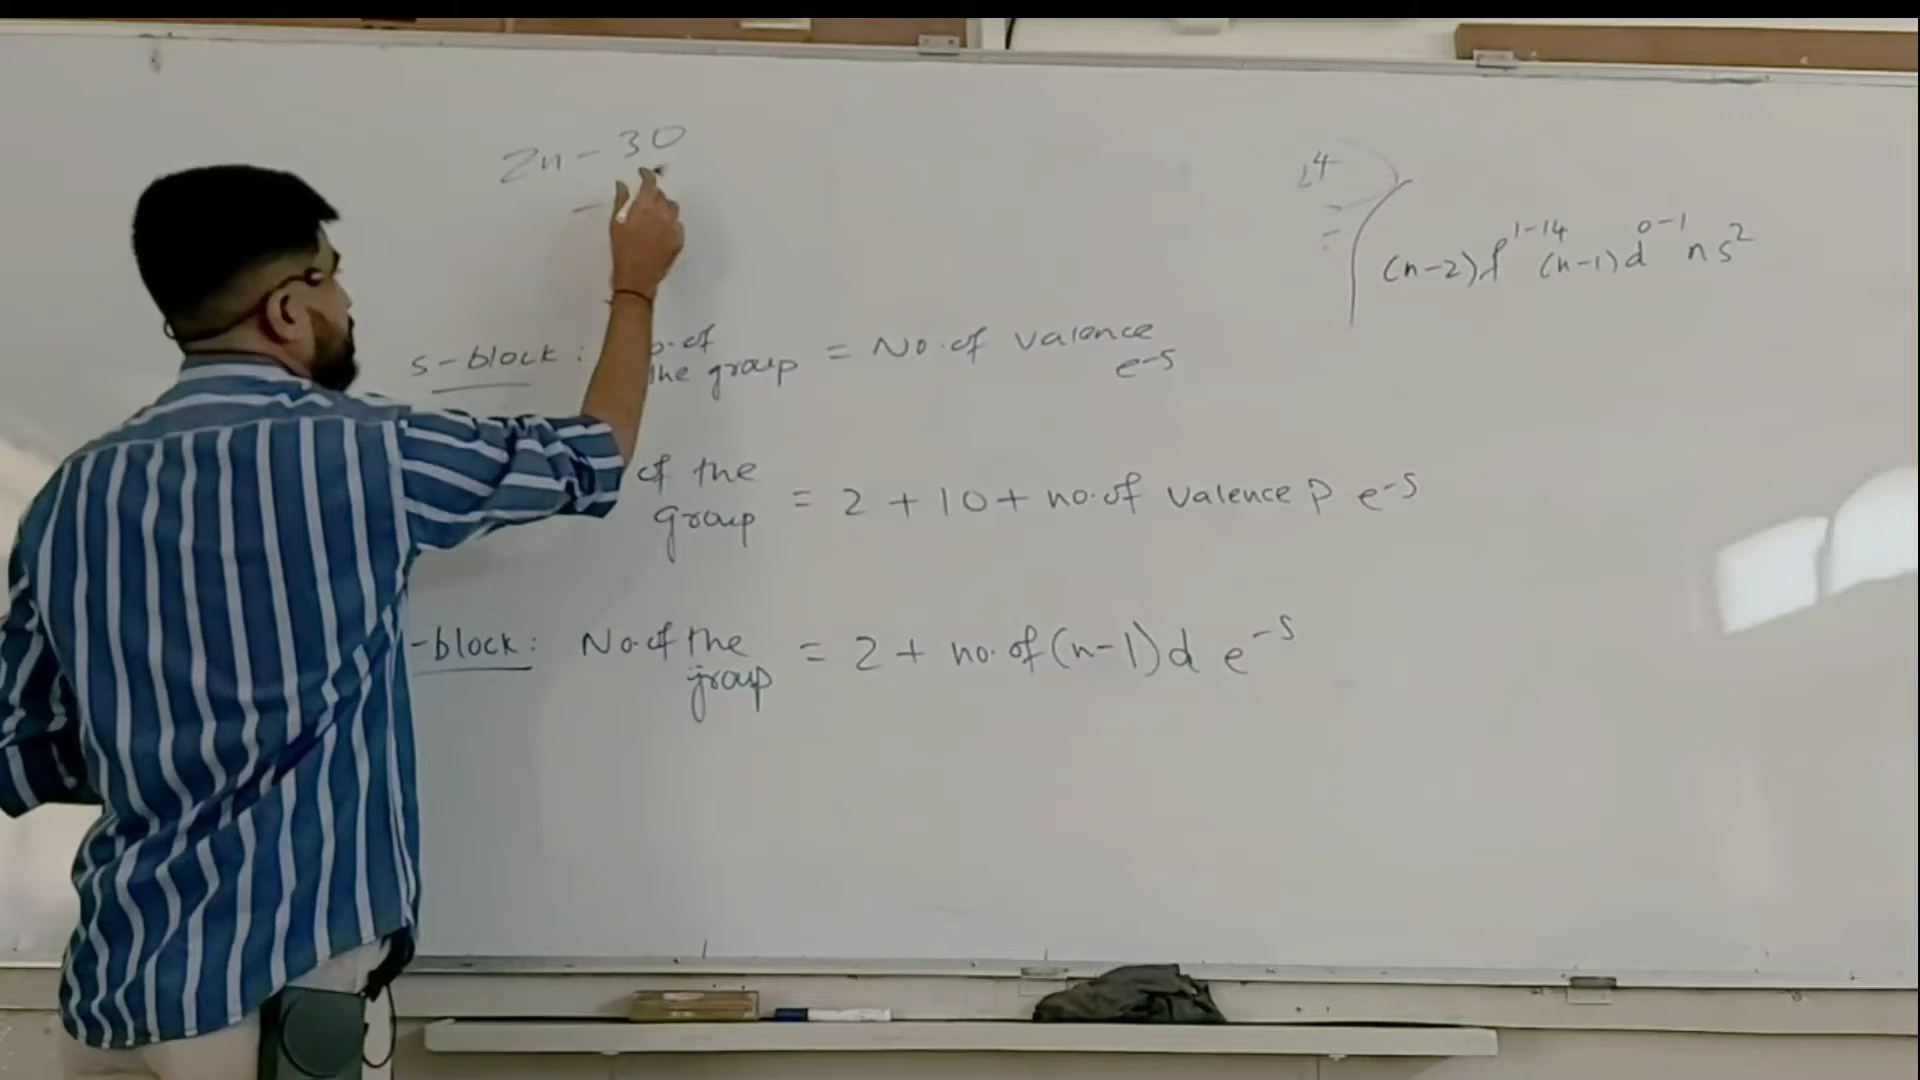 Zn - 30
24
(n-2)f 1-14 (n-1)d 0-1 ns2
s-block : of the group = No. of valence e-s
of the group = 2 + 10 + no. of valence p e-s
-block : No. of the group = 2 + no. of (n-1) d e-s